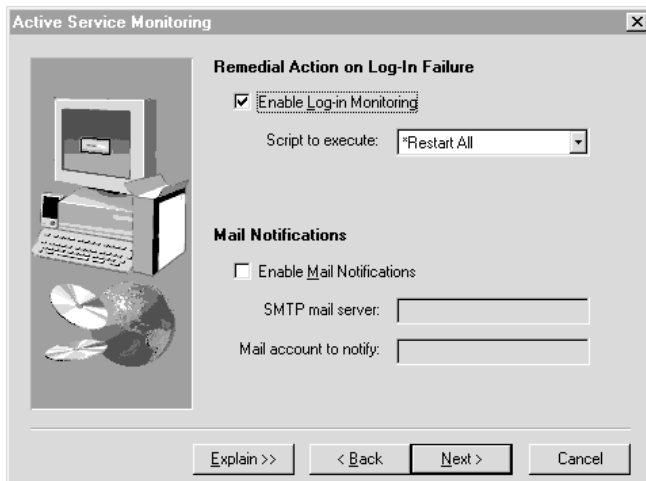 Active Service Monitoring
Remedial Action on Log-In Failure
Enable Log-in Monitoring
Script to execute: *Restart All
Mail Notifications
Enable Mail Notifications
SMTP mail server:
Mail account to notify:
Explain >> < Back Next > Cancel